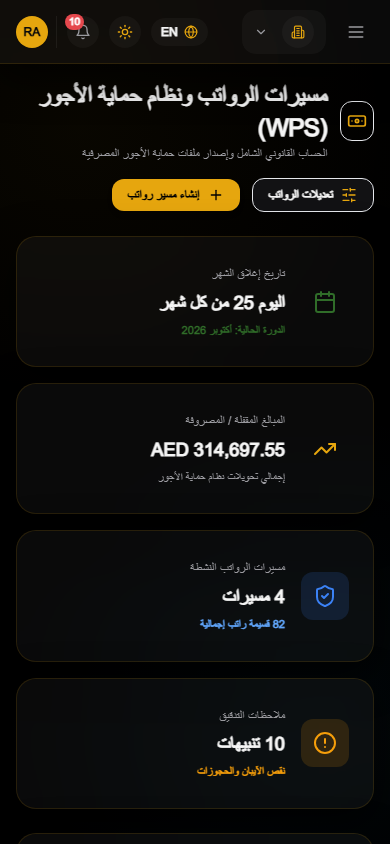 RA
10
EN
مسيرات الرواتب ونظام حماية الأجور
(WPS)
الحساب القانوني الشامل وإصدار ملفات حماية الأجور المصرفية
تعديلات الرواتب
إنشاء مسير رواتب
تاريخ إغلاق الشهر
اليوم 25 من كل شهر
الدورة الحالية: أكتوبر 2026
المبالغ المقفلة / المصروفة
AED 314,697.55
إجمالي تحويلات نظام حماية الأجور
مسيرات الرواتب النشطة
4 مسيرات
82 قسيمة راتب إجمالية
ملاحظات التدقيق
10 تنبيهات
نقص الآيبان والحجوزات